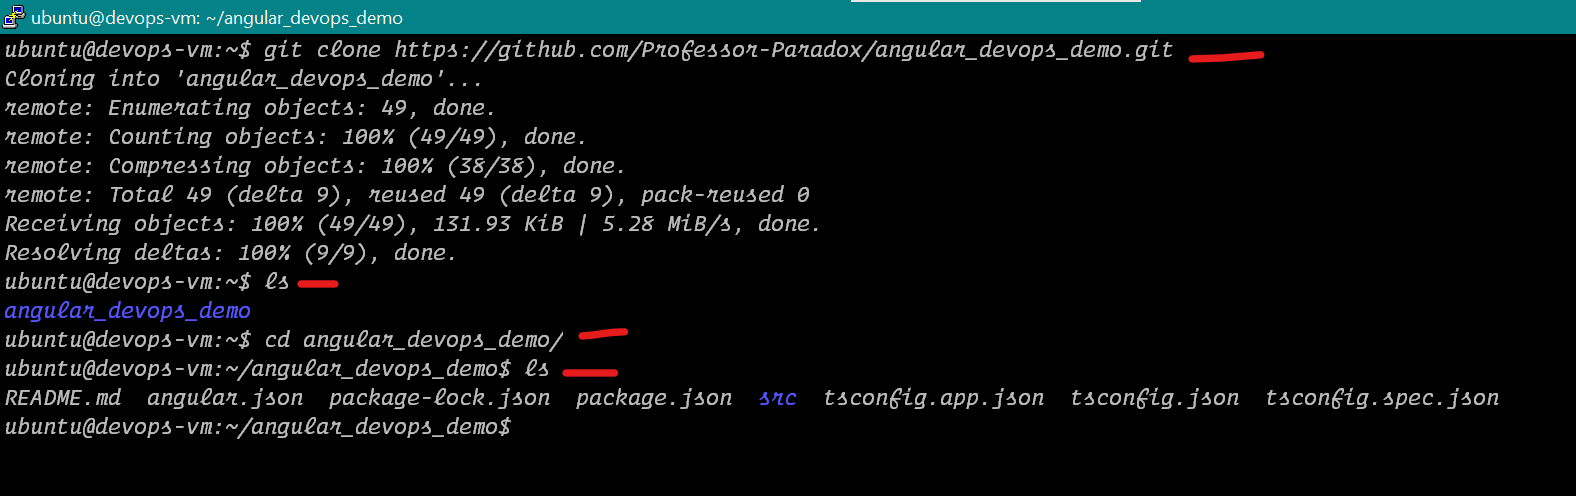 ubuntu@devops-vm: ~/angular_devops_demo
ubuntu@devops-vm:~$ git clone https://github.com/Professor-Paradox/angular_devops_demo.git
Cloning into 'angular_devops_demo'...
remote: Enumerating objects: 49, done.
remote: Counting objects: 100% (49/49), done.
remote: Compressing objects: 100% (38/38), done.
remote: Total 49 (delta 9), reused 49 (delta 9), pack-reused 0
Receiving objects: 100% (49/49), 131.93 KiB | 5.28 MiB/s, done.
Resolving deltas: 100% (9/9), done.
ubuntu@devops-vm:~$ ls
angular_devops_demo
ubuntu@devops-vm:~$ cd angular_devops_demo/
ubuntu@devops-vm:~/angular_devops_demo$ ls
README.md  angular.json  package-lock.json  package.json  src  tsconfig.app.json  tsconfig.json  tsconfig.spec.json
ubuntu@devops-vm:~/angular_devops_demo$